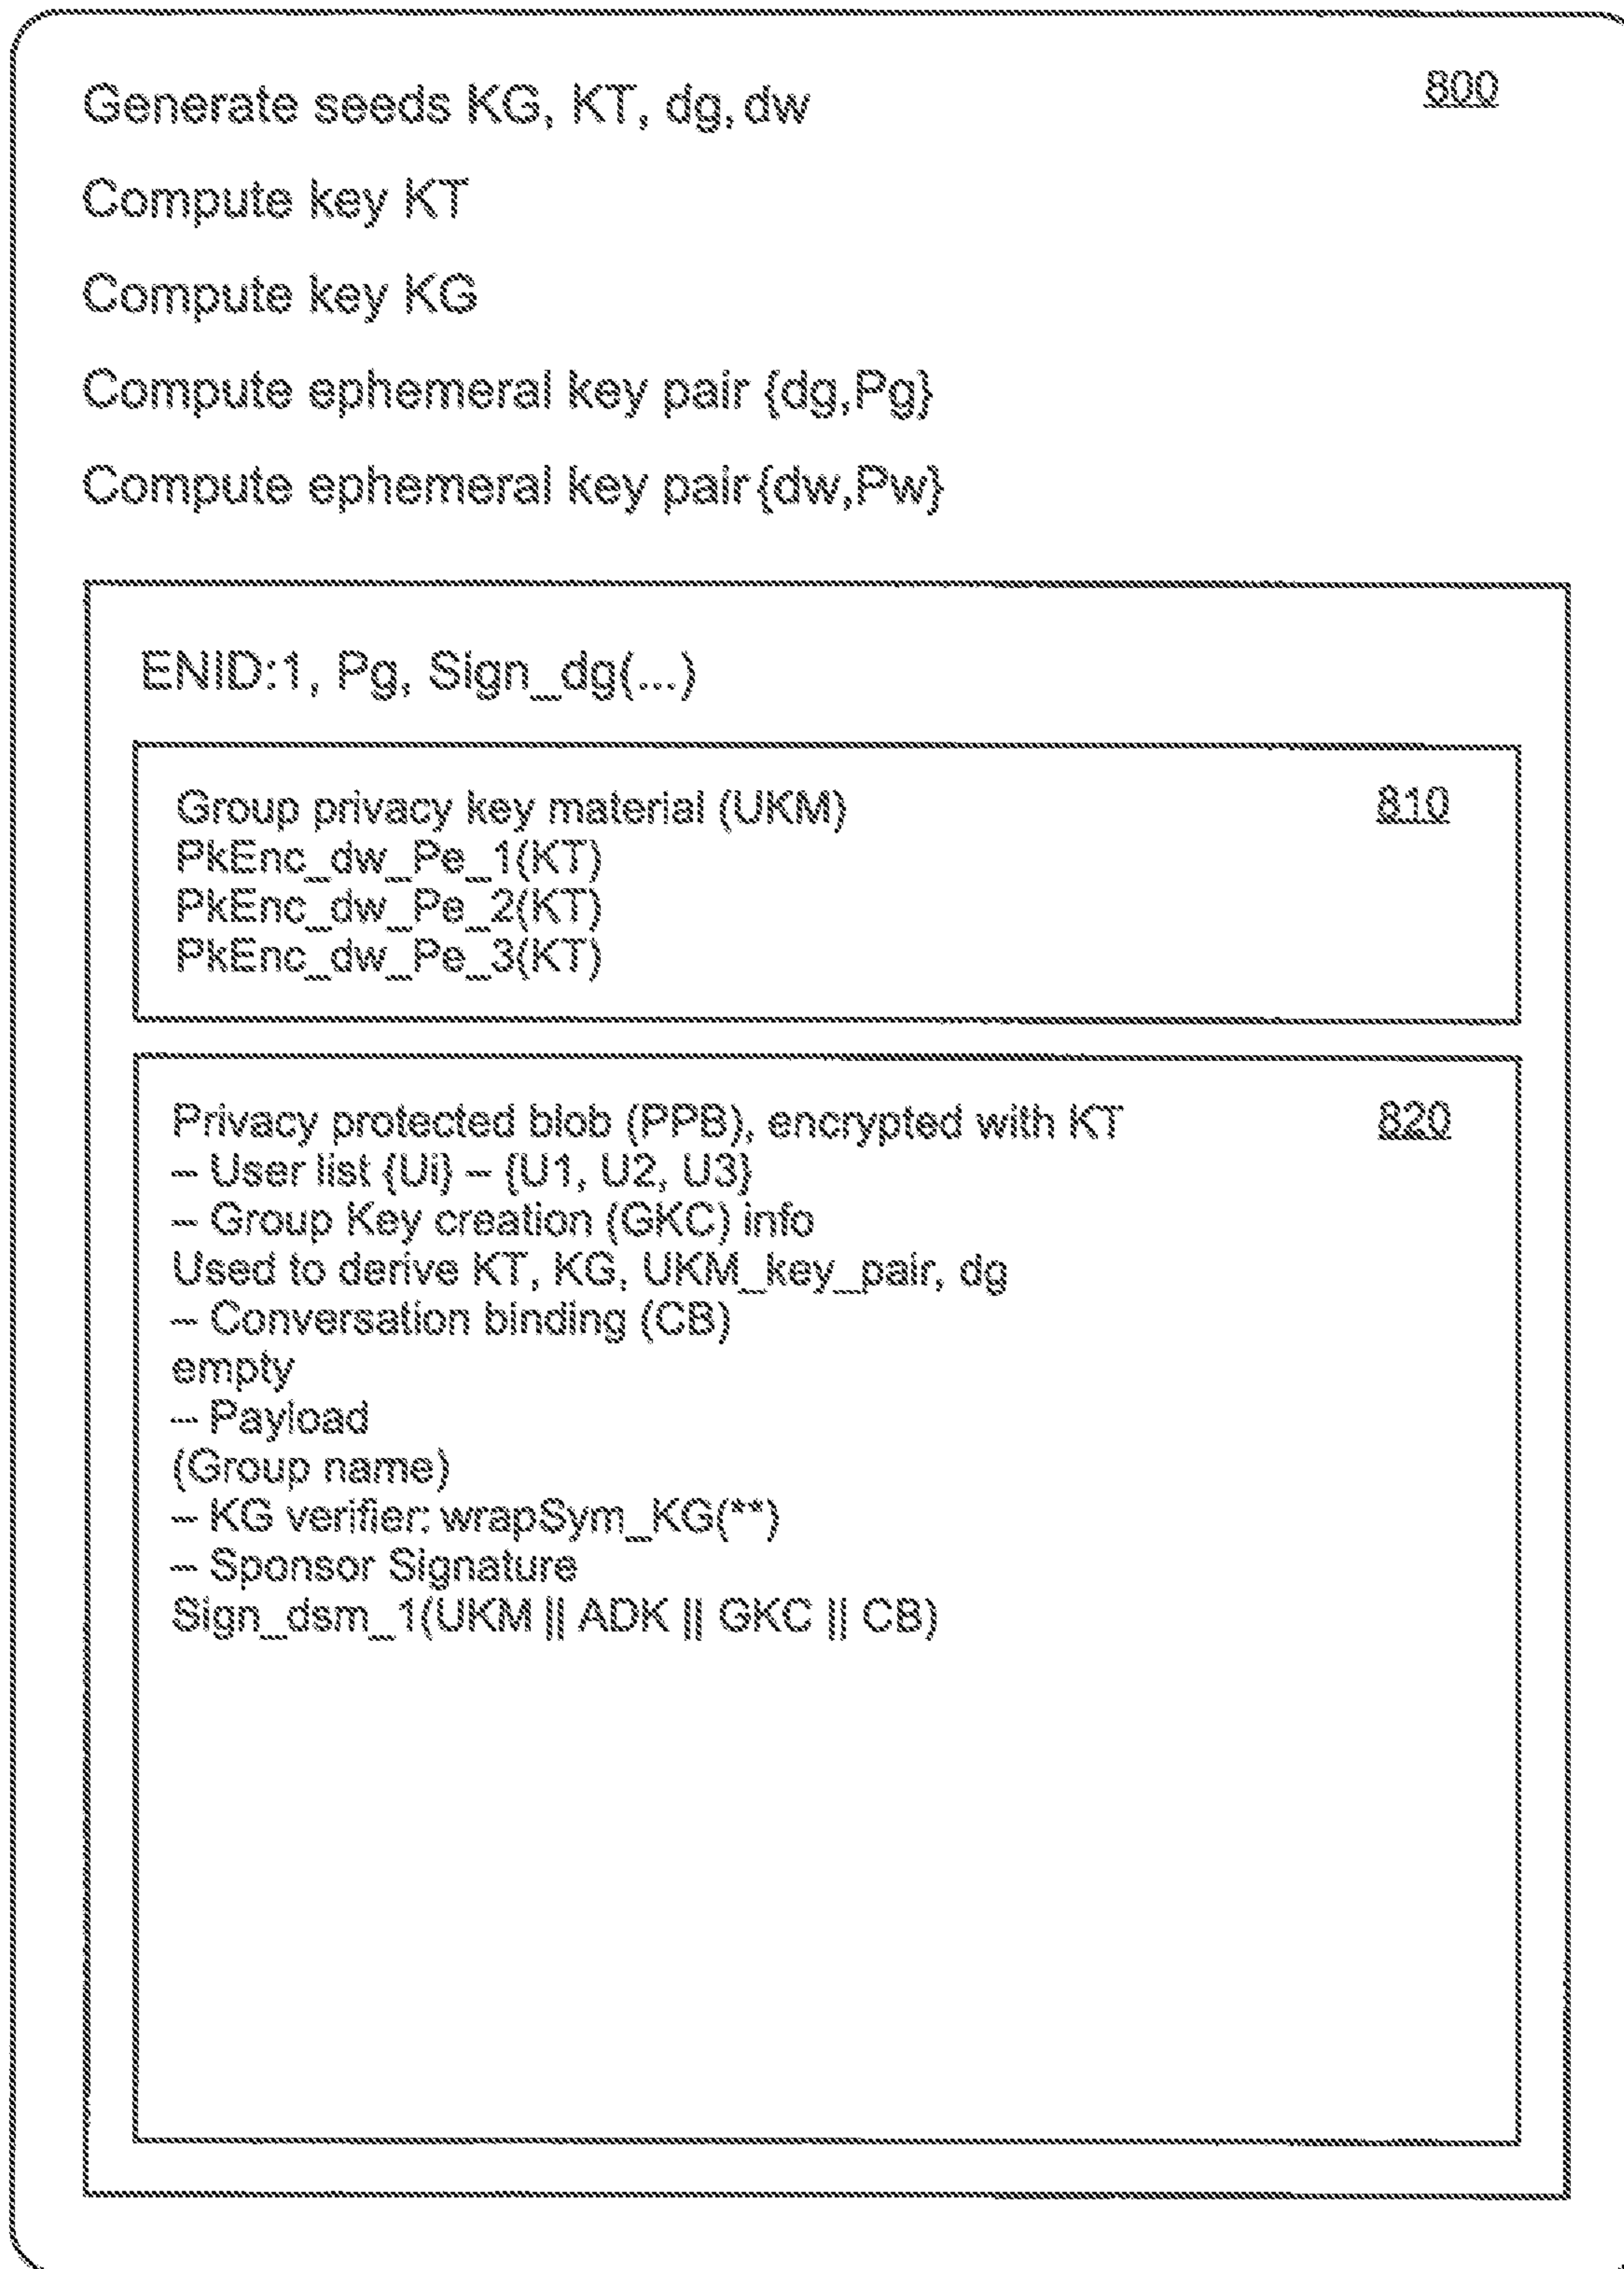 800
Generate seeds KG, KT, dg, dw
Compute key KT
Compute key KG
Compute ephemeral key pair {dg,Pg}
Compute ephemeral key pair {dw,Pw}
ENID:1, Pg, Sign_dg(...)
810
Group privacy key material (UKM)
PkEnc_dw_Pe_1(KT)
PkEnc_dw_Pe_2(KT)
PkEnc_dw_Pe_3(KT)
820
Privacy protected blob (PPB), encrypted with KT
-- User list {Ui} -- {U1, U2, U3}
-- Group Key creation (GKC) info
Used to derive KT, KG, UKM_key_pair, dg
-- Conversation binding (CB)
empty
-- Payload
(Group name)
-- KG verifier: wrapSym_KG(**)
-- Sponsor Signature
Sign_dsm_1(UKM || ADK || GKC || CB)